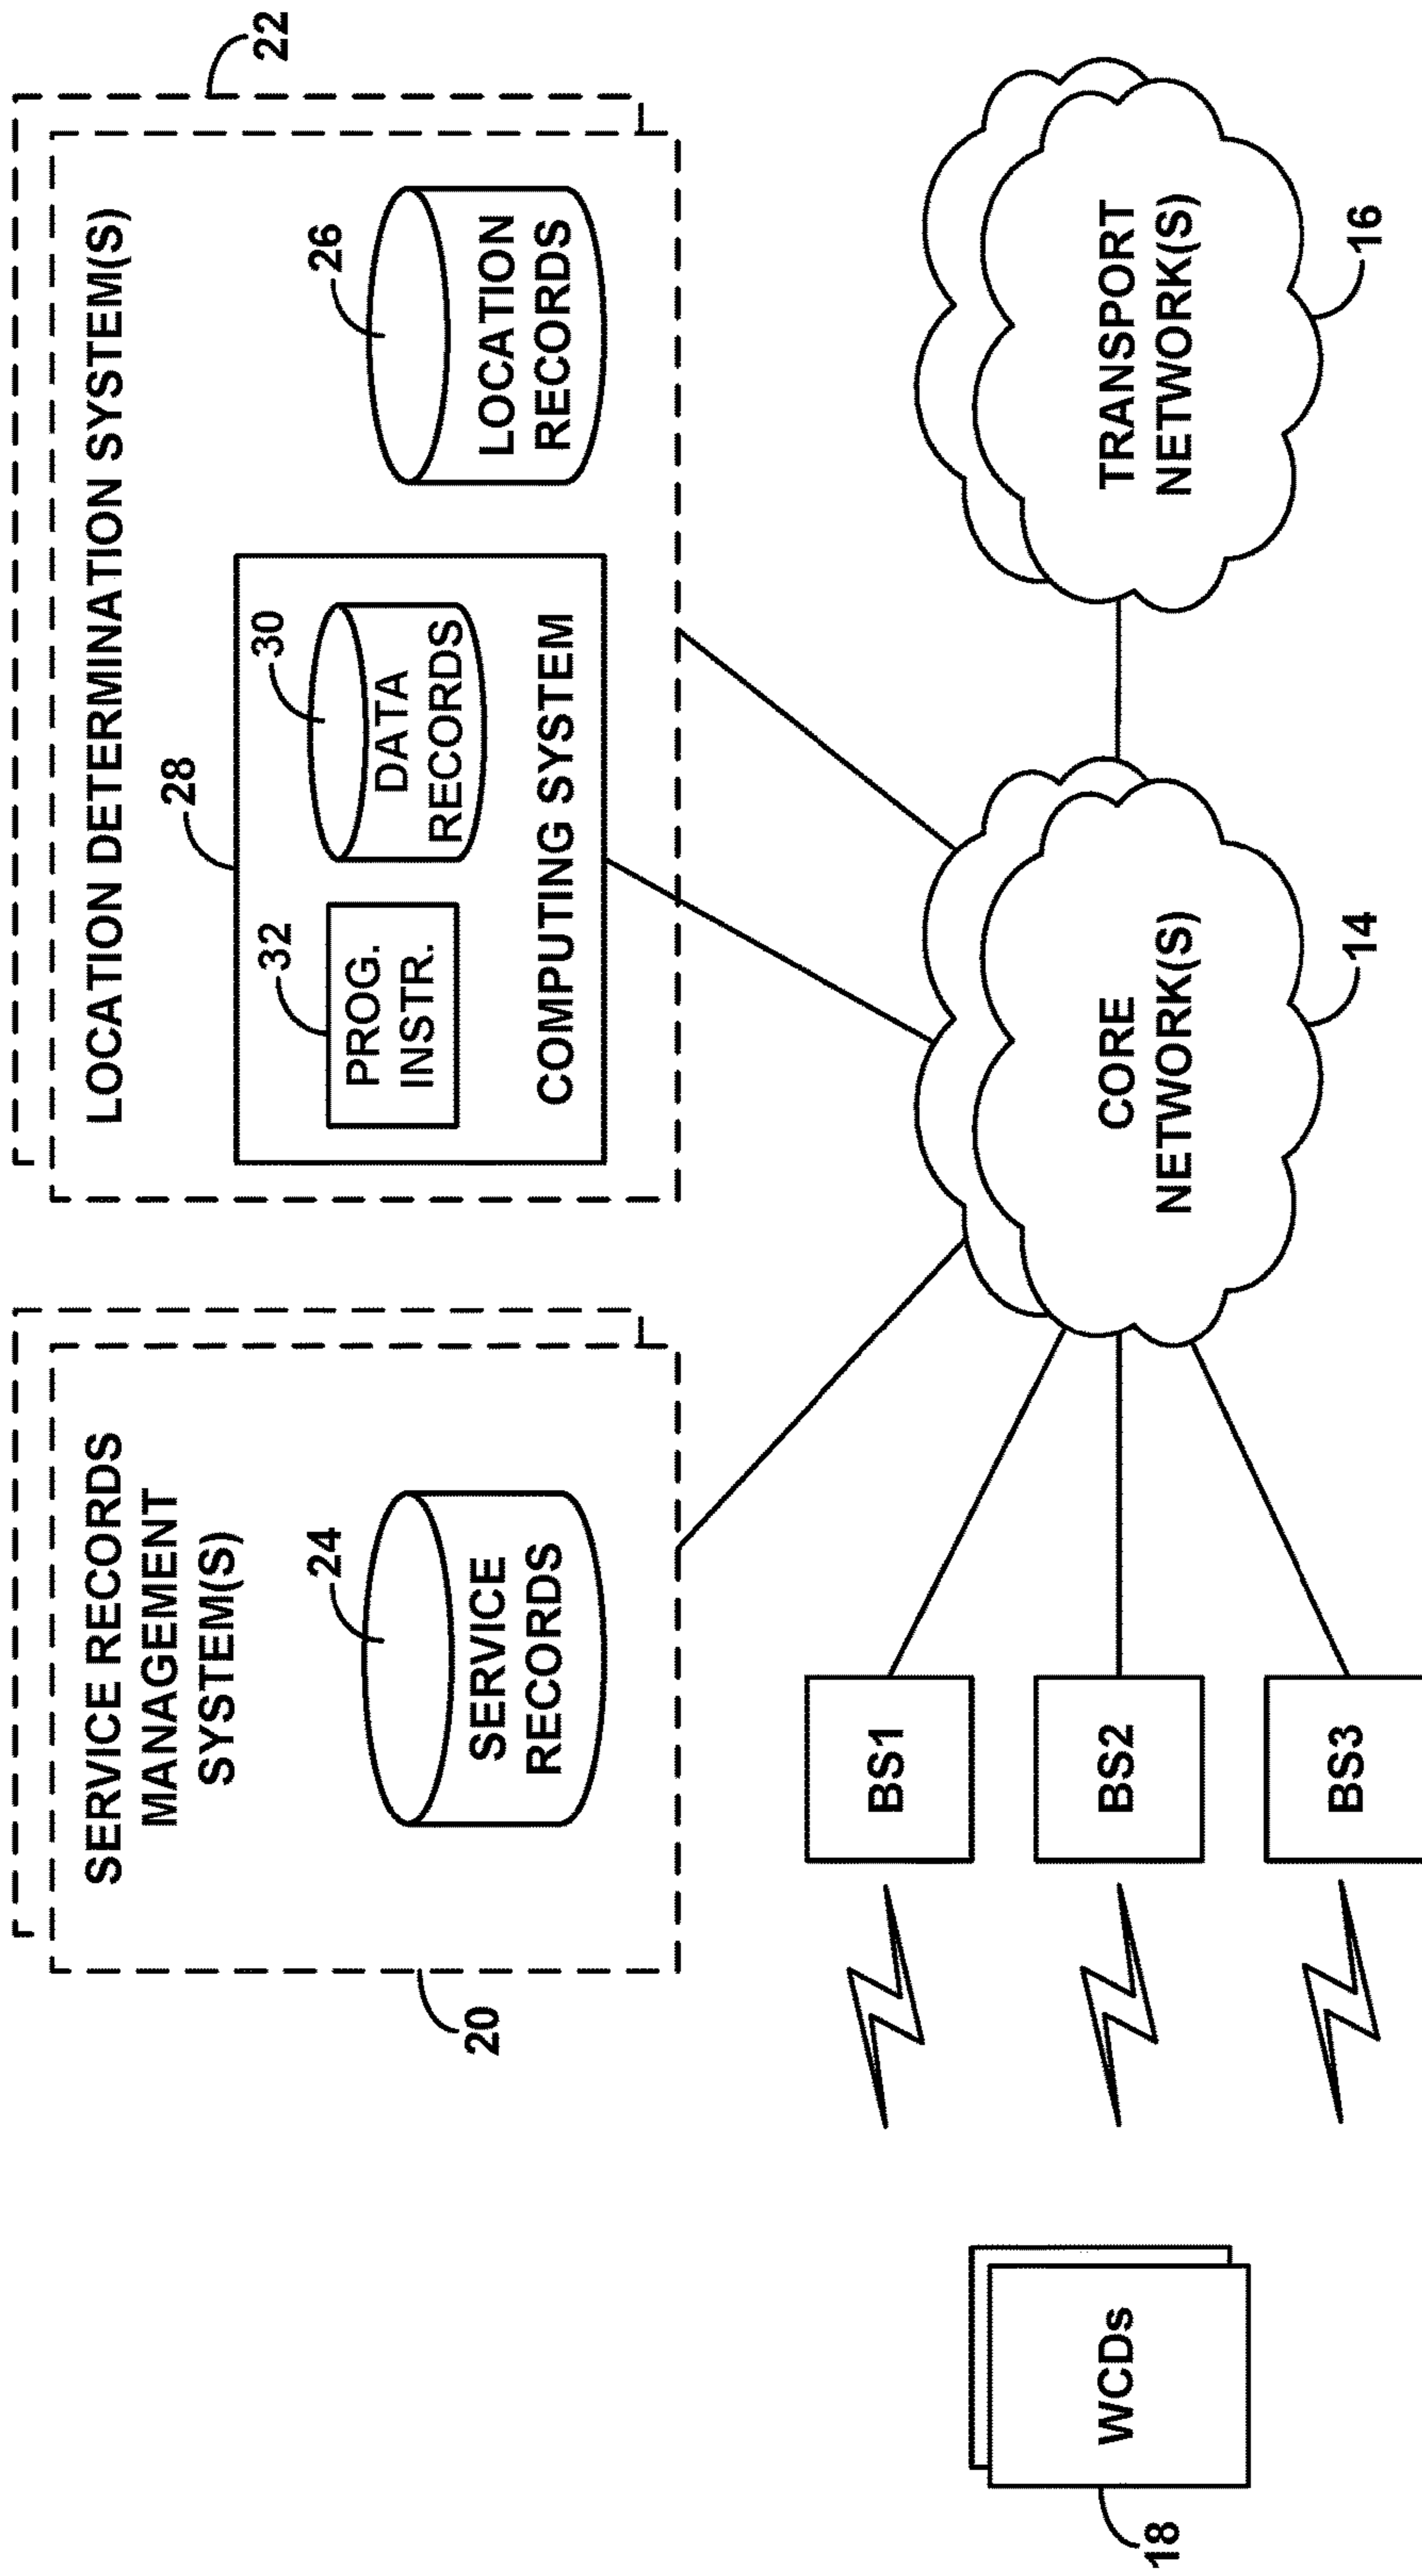 SERVICE RECORDS
MANAGEMENT
SYSTEM(S)
24
SERVICE
RECORDS
20
LOCATION DETERMINATION SYSTEM(S)
22
28
32
PROG.
INSTR.
30
DATA
RECORDS
COMPUTING SYSTEM
26
LOCATION
RECORDS
BS1
BS2
BS3
WCDs
18
CORE
NETWORK(S)
14
TRANSPORT
NETWORK(S)
16